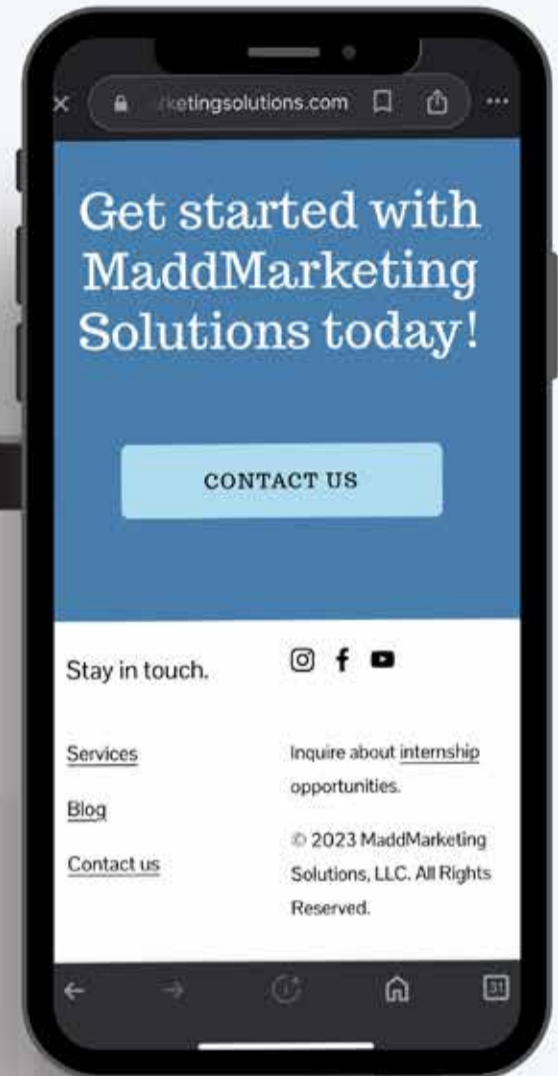 rketingsolutions.com
Get started with
MaddMarketing
Solutions today!
CONTACT US
Stay in touch.
Services
Blog
Contact us
Inquire about internship
opportunities.
© 2023 MaddMarketing
Solutions, LLC. All Rights
Reserved.
31